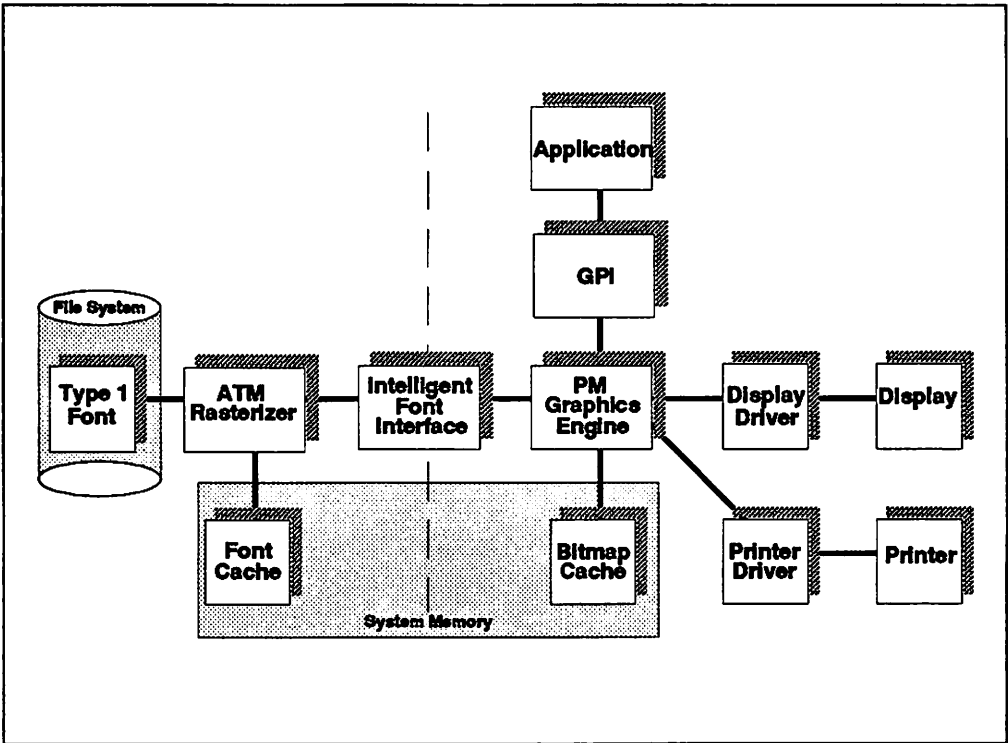 Application
GPI
File System
Type 1
Font
ATM
Rasterizer
Intelligent
Font
Interface
PM
Graphics
Engine
Display
Driver
Display
Font
Cache
Bitmap
Cache
Printer
Driver
Printer
System Memory